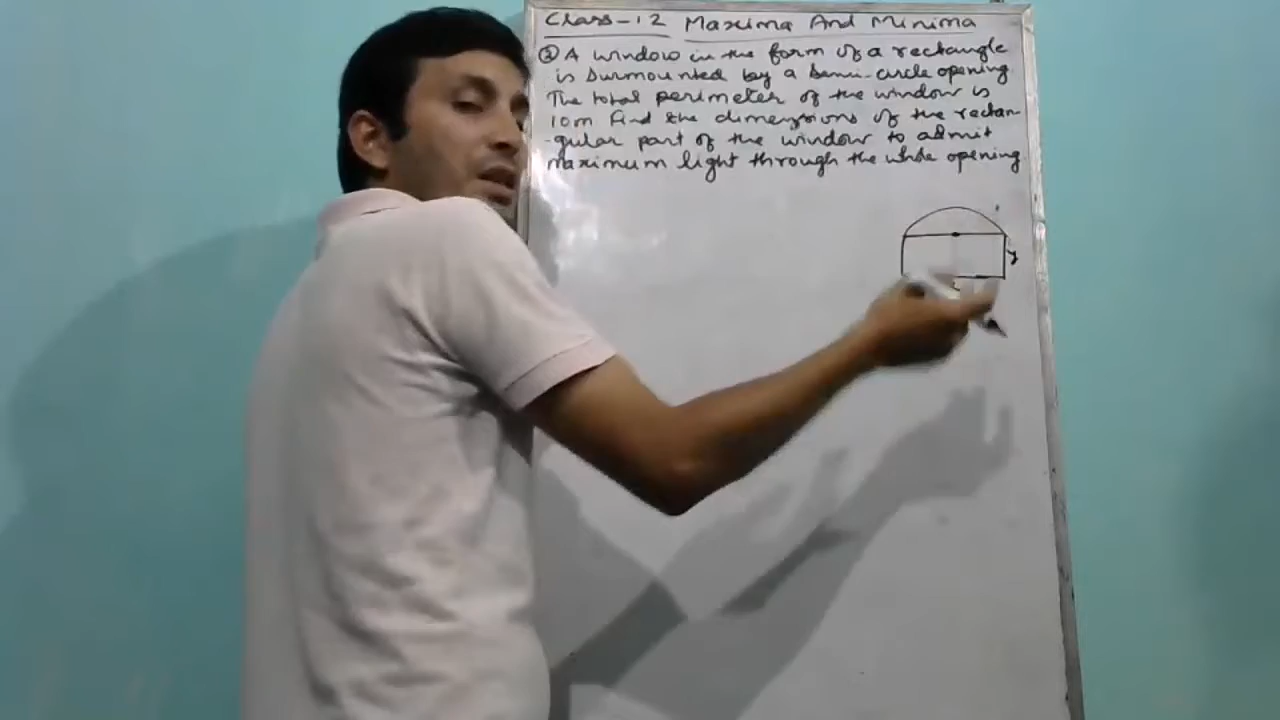 Class-12 Maxima And Minima
② A window in the form of a rectangle
is surmounted by a semi-circle opening.
The total perimeter of the window is
10m find the dimensions of the rectan
-gular part of the window to admit
maximum light through the whole opening
y